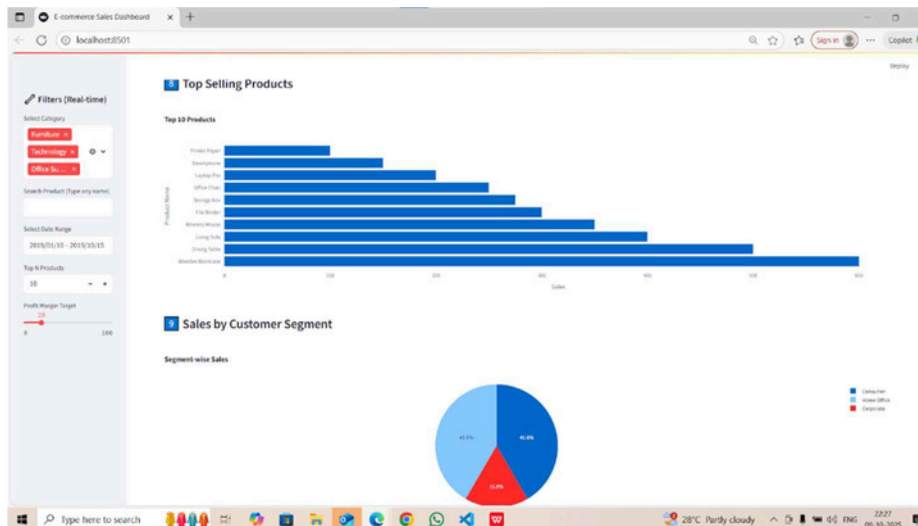 E-commerce Sales Dashboard
localhost:8501
Sign in
Copilot
Deploy
Filters (Real-time)
Select Category
Furniture ×
Technology ×
Office Su... ×
Search Product (Type any name)
Select Date Range
2019/01/10 - 2019/10/15
Top N Products
10
Profit Margin Target
0 100
8 Top Selling Products
Top 10 Products
Product Name
Printer Paper
Smartphone
Laptop Pro
Office Chair
Storage Box
File Binder
Wireless Mouse
Living Sofa
Dining Table
Wooden Bookcase
0 100 200 300 400 500 600
Sales
9 Sales by Customer Segment
Segment-wise Sales
Consumer
Home Office
Corporate
Type here to search
28°C Partly cloudy
ENG
22:27